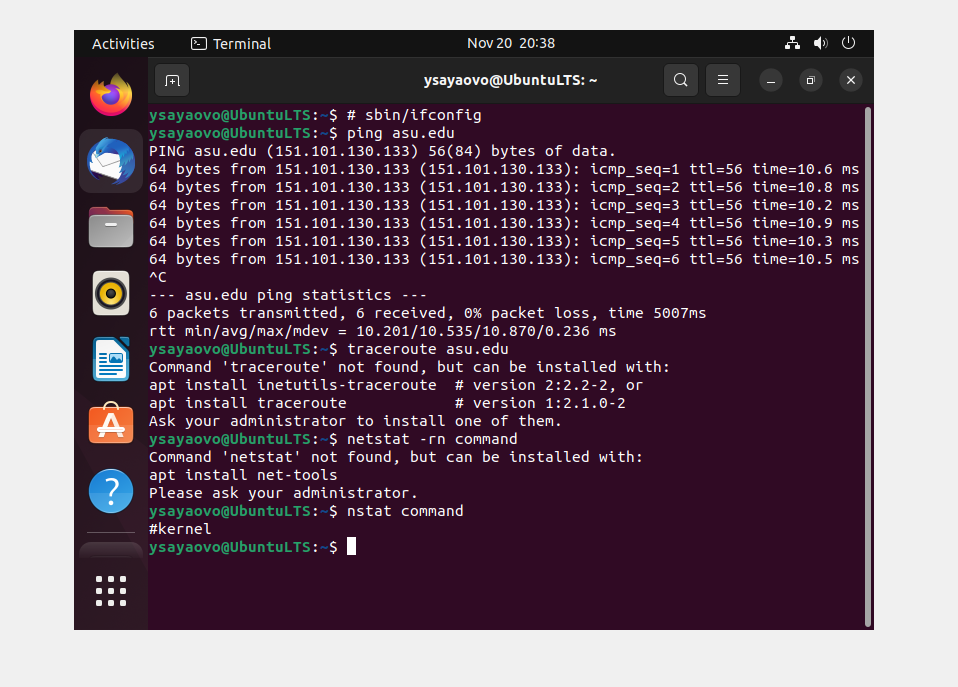 Activities
Terminal
Nov 20 20:38
ysayaovo@UbuntuLTS: ~
ysayaovo@UbuntuLTS:~$ # sbin/ifconfig
ysayaovo@UbuntuLTS:~$ ping asu.edu
PING asu.edu (151.101.130.133) 56(84) bytes of data.
64 bytes from 151.101.130.133 (151.101.130.133): icmp_seq=1 ttl=56 time=10.6 ms
64 bytes from 151.101.130.133 (151.101.130.133): icmp_seq=2 ttl=56 time=10.8 ms
64 bytes from 151.101.130.133 (151.101.130.133): icmp_seq=3 ttl=56 time=10.2 ms
64 bytes from 151.101.130.133 (151.101.130.133): icmp_seq=4 ttl=56 time=10.9 ms
64 bytes from 151.101.130.133 (151.101.130.133): icmp_seq=5 ttl=56 time=10.3 ms
64 bytes from 151.101.130.133 (151.101.130.133): icmp_seq=6 ttl=56 time=10.5 ms
^C
--- asu.edu ping statistics ---
6 packets transmitted, 6 received, 0% packet loss, time 5007ms
rtt min/avg/max/mdev = 10.201/10.535/10.870/0.236 ms
ysayaovo@UbuntuLTS:~$ traceroute asu.edu
Command 'traceroute' not found, but can be installed with:
apt install inetutils-traceroute  # version 2:2.2-2, or
apt install traceroute            # version 1:2.1.0-2
Ask your administrator to install one of them.
ysayaovo@UbuntuLTS:~$ netstat -rn command
Command 'netstat' not found, but can be installed with:
apt install net-tools
Please ask your administrator.
ysayaovo@UbuntuLTS:~$ nstat command
#kernel
ysayaovo@UbuntuLTS:~$